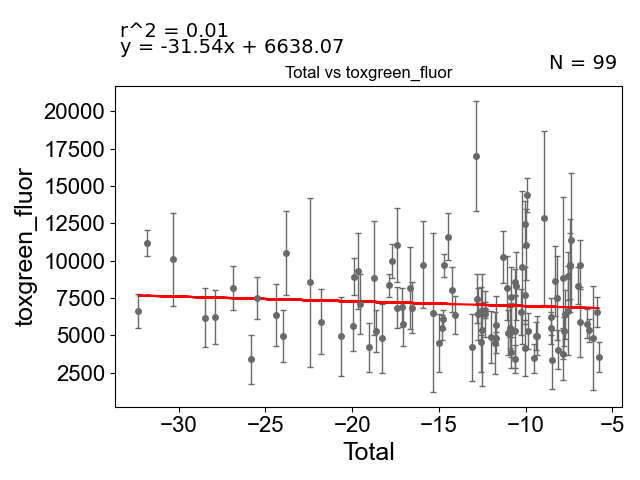 r^2 = 0.01
y = -31.54x + 6638.07
N = 99
Total vs toxgreen_fluor
20000
17500
15000
12500
10000
7500
5000
2500
toxgreen_fluor
−30
−25
−20
−15
−10
−5
Total